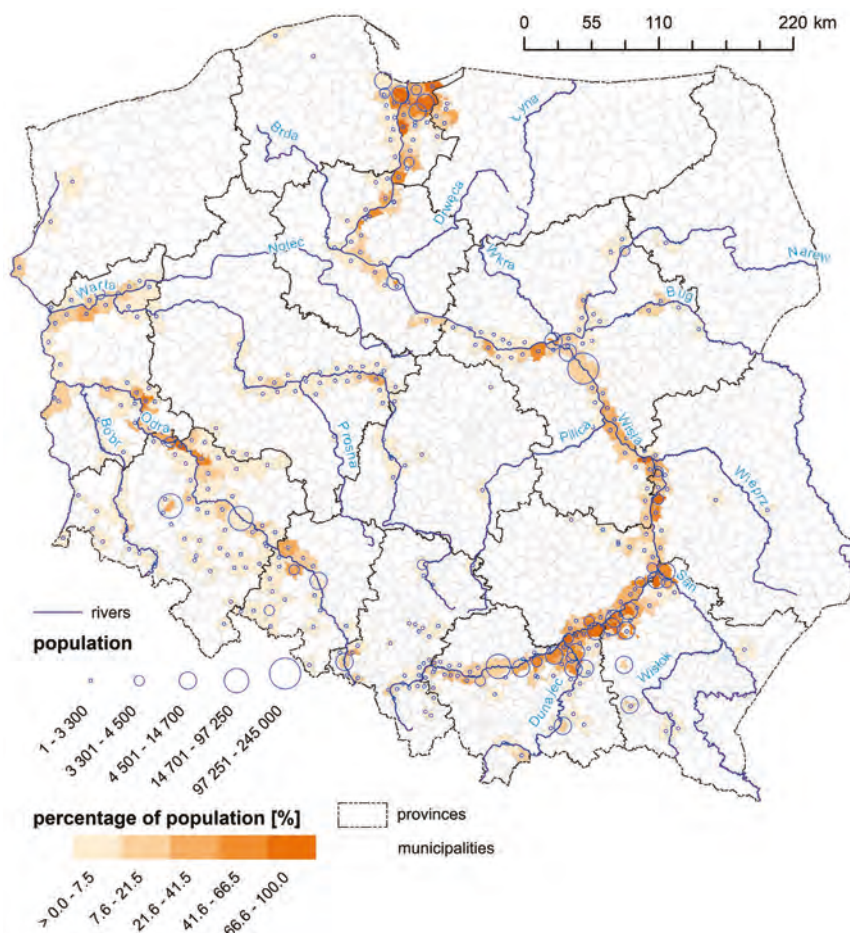 0 55 110 220 km
Łyna
Brda
Drwęca
Noteć
Wkra
Narew
Warta
Bug
Odra
Bo'br
Prosna
Pilica
Wisła
Wieprz
San
Dunajec
Wisłok
rivers
population
1 - 3 300
3 301 - 4 500
4 501 - 14 700
14 701 - 97 250
97 251 - 245 000
percentage of population [%]
> 0.0 - 7.5
7.6 - 21.5
21.6 - 41.5
41.6 - 66.5
66.6 - 100.0
provinces
municipalities